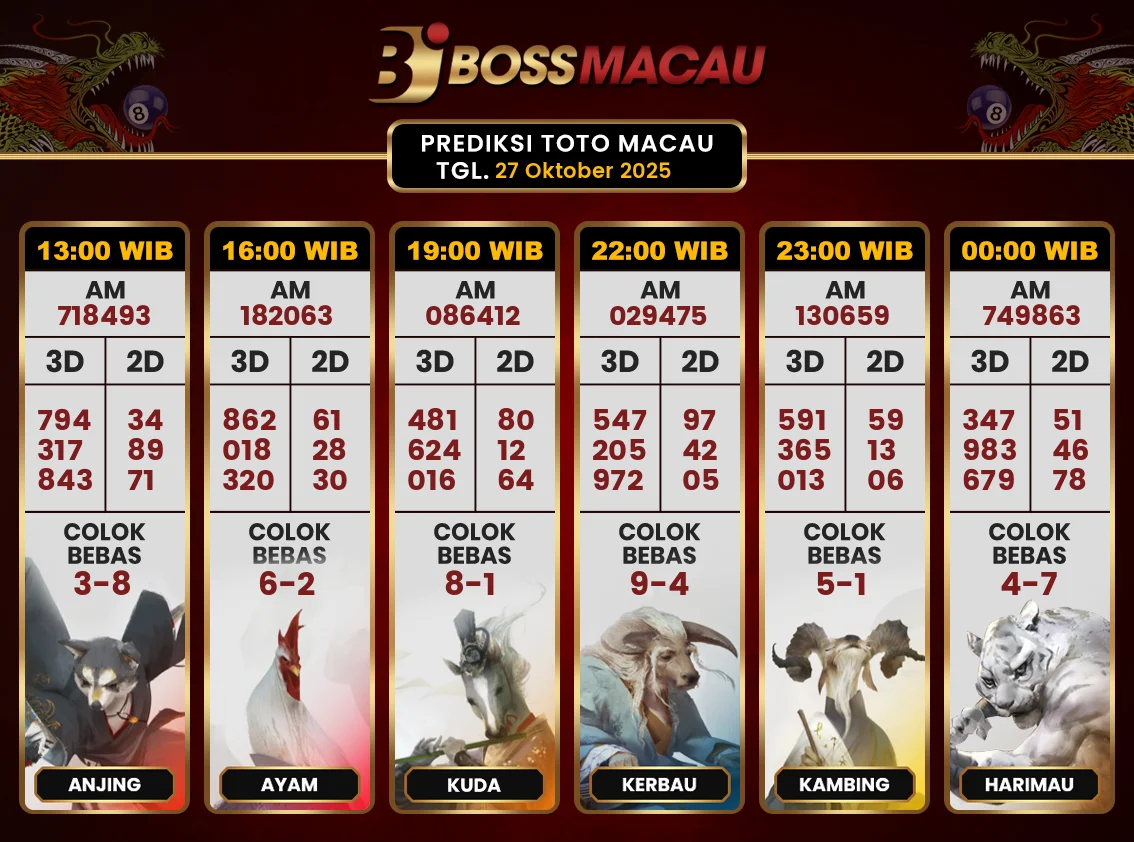 BJ BOSSMACAU
PREDIKSI TOTO MACAU
TGL. 27 Oktober 2025
13:00 WIB
AM
718493
3D 2D
794 34
317 89
843 71
COLOK
BEBAS
3-8
ANJING
16:00 WIB
AM
182063
3D 2D
862 61
018 28
320 30
COLOK
BEBAS
6-2
AYAM
19:00 WIB
AM
086412
3D 2D
481 80
624 12
016 64
COLOK
BEBAS
8-1
KUDA
22:00 WIB
AM
029475
3D 2D
547 97
205 42
972 05
COLOK
BEBAS
9-4
KERBAU
23:00 WIB
AM
130659
3D 2D
591 59
365 13
013 06
COLOK
BEBAS
5-1
KAMBING
00:00 WIB
AM
749863
3D 2D
347 51
983 46
679 78
COLOK
BEBAS
4-7
HARIMAU
8
8